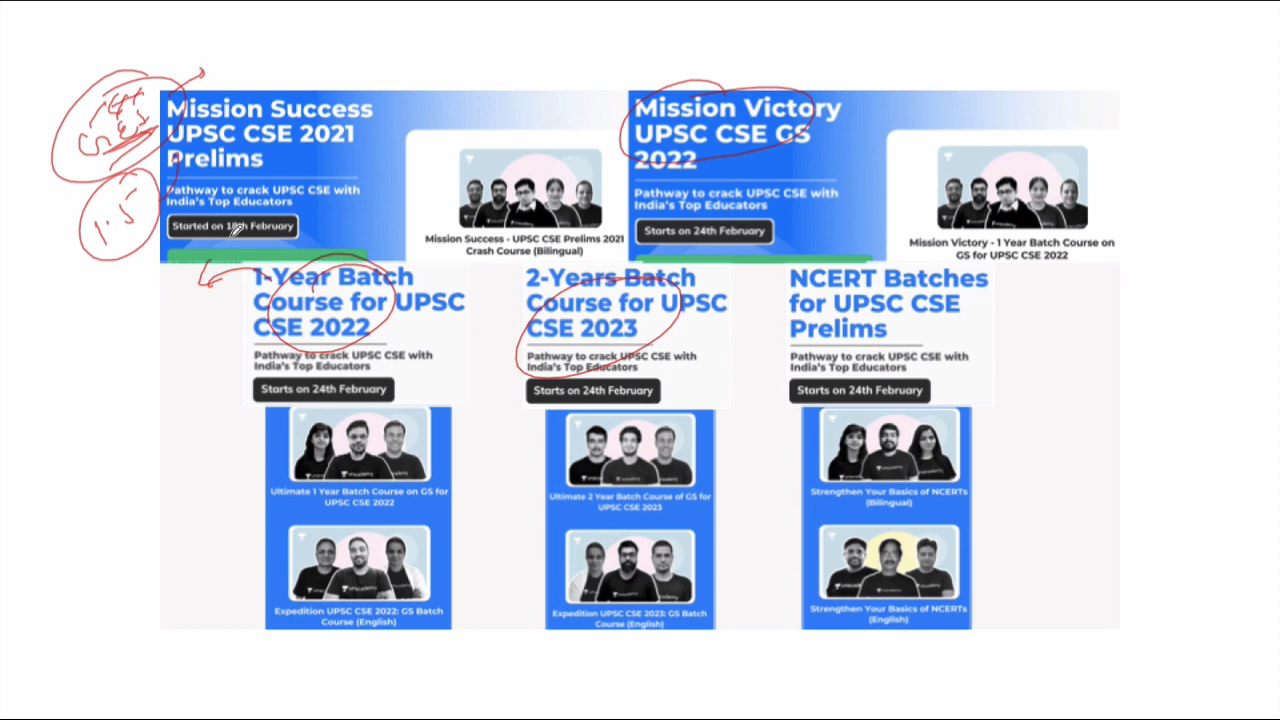 Mission Success
UPSC CSE 2021
Prelims
Pathway to crack UPSC CSE with
India's Top Educators
Started on 18th February
Mission Success - UPSC CSE Prelims 2021
Crash Course (Bilingual)
Mission Victory
UPSC CSE GS
2022
Pathway to crack UPSC CSE with
India's Top Educators
Starts on 24th February
Mission Victory - 1 Year Batch Course on
GS for UPSC CSE 2022
1.5
1-Year Batch
Course for UPSC
CSE 2022
Pathway to crack UPSC CSE with
India's Top Educators
Starts on 24th February
Ultimate 1 Year Batch Course on GS for
UPSC CSE 2022
Expedition UPSC CSE 2022: GS Batch
Course (English)
2-Years Batch
Course for UPSC
CSE 2023
Pathway to crack UPSC CSE with
India's Top Educators
Starts on 24th February
Ultimate 2 Year Batch Course of GS for
UPSC CSE 2023
Expedition UPSC CSE 2023: GS Batch
Course (English)
NCERT Batches
for UPSC CSE
Prelims
Pathway to crack UPSC CSE with
India's Top Educators
Starts on 24th February
Strengthen Your Basics of NCERTs
(Bilingual)
Strengthen Your Basics of NCERTs
(English)